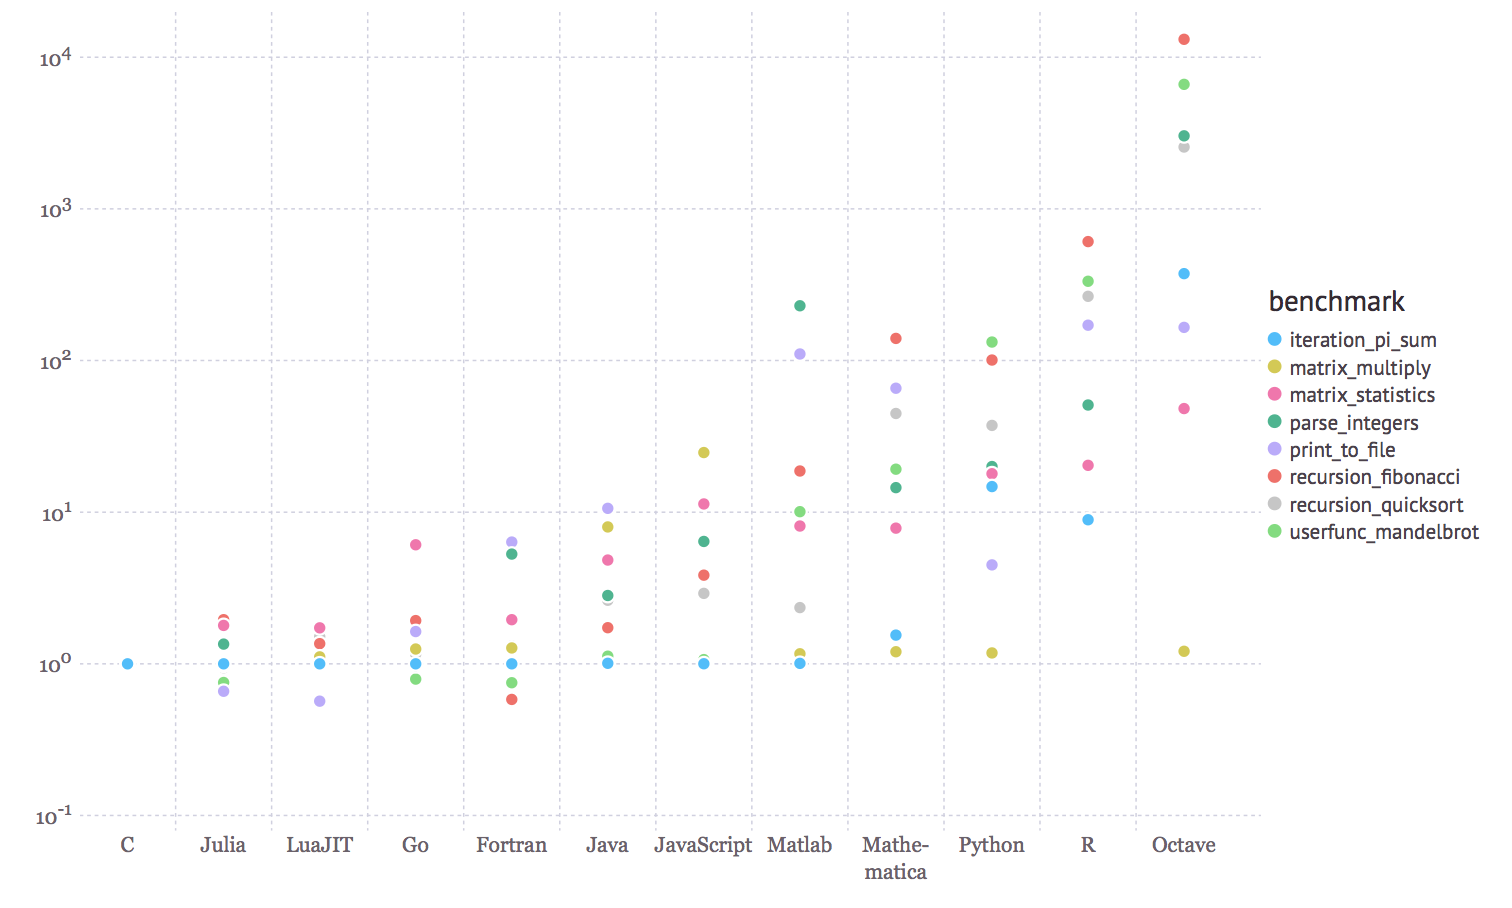 10^4
10^3
10^2
10^1
10^0
10^-1
C Julia LuaJIT Go Fortran Java JavaScript Matlab Mathe- Python R Octave
matica
benchmark
iteration_pi_sum
matrix_multiply
matrix_statistics
parse_integers
print_to_file
recursion_fibonacci
recursion_quicksort
userfunc_mandelbrot